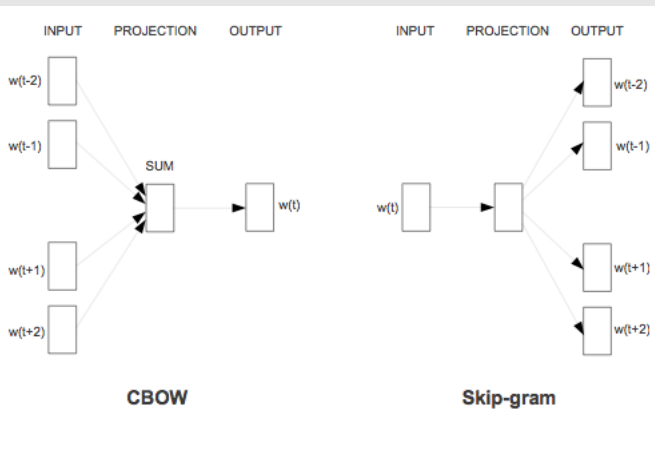 INPUT PROJECTION OUTPUT
w(t-2)
w(t-1)
SUM
w(t)
w(t+1)
w(t+2)
CBOW
INPUT PROJECTION OUTPUT
w(t-2)
w(t-1)
w(t)
w(t+1)
w(t+2)
Skip-gram